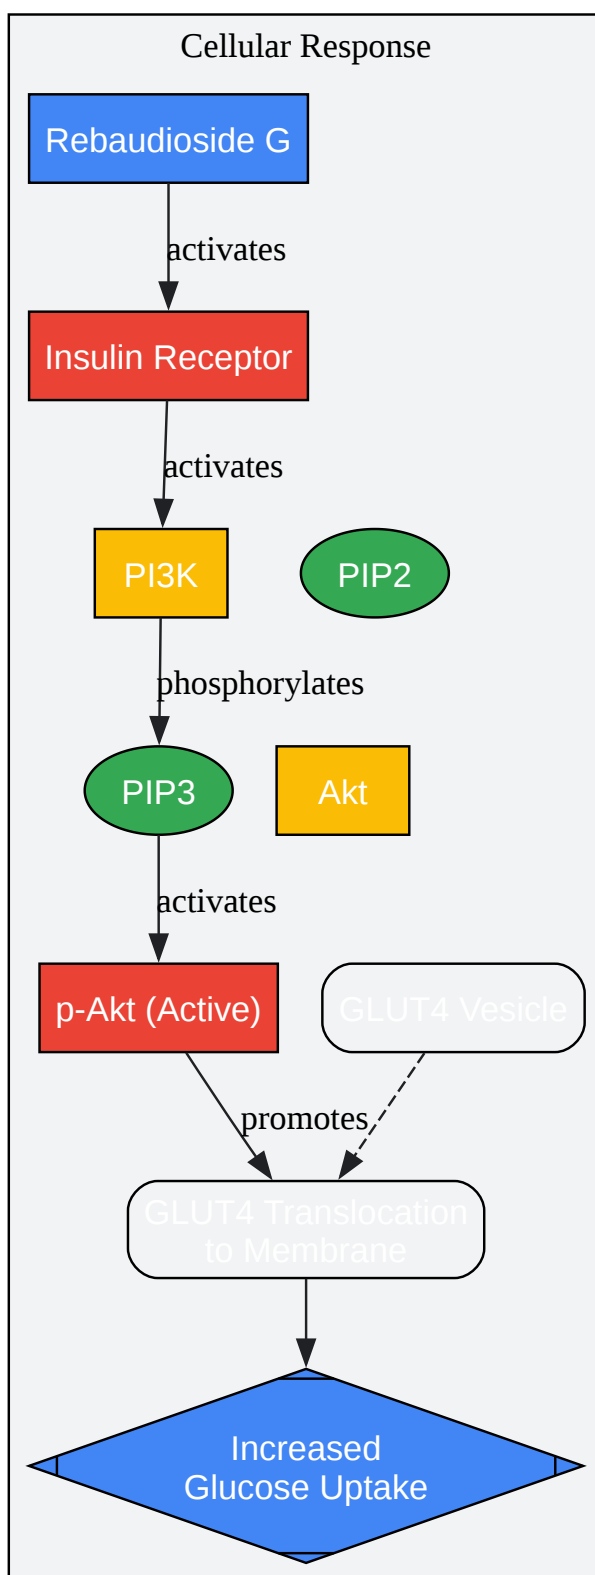 Cellular Response
Rebaudioside G
activates
Insulin Receptor
activates
PI3K
PIP2
phosphorylates
PIP3
Akt
activates
p-Akt (Active)
GLUT4 Vesicle
promotes
GLUT4 Translocation
to Membrane
Increased
Glucose Uptake